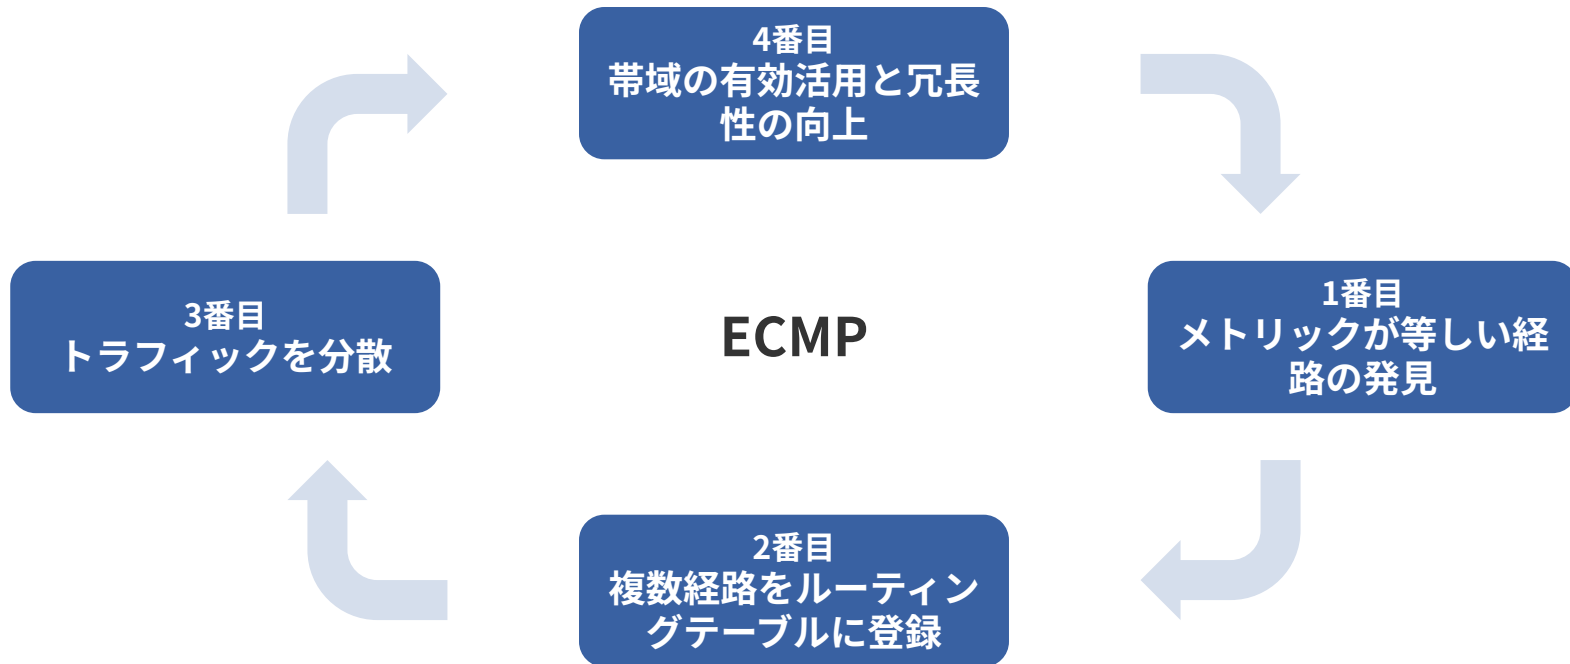 4番目
帯域の有効活用と冗長
性の向上
3番目
トラフィックを分散
ECMP
1番目
メトリックが等しい経
路の発見
2番目
複数経路をルーティン
グテーブルに登録